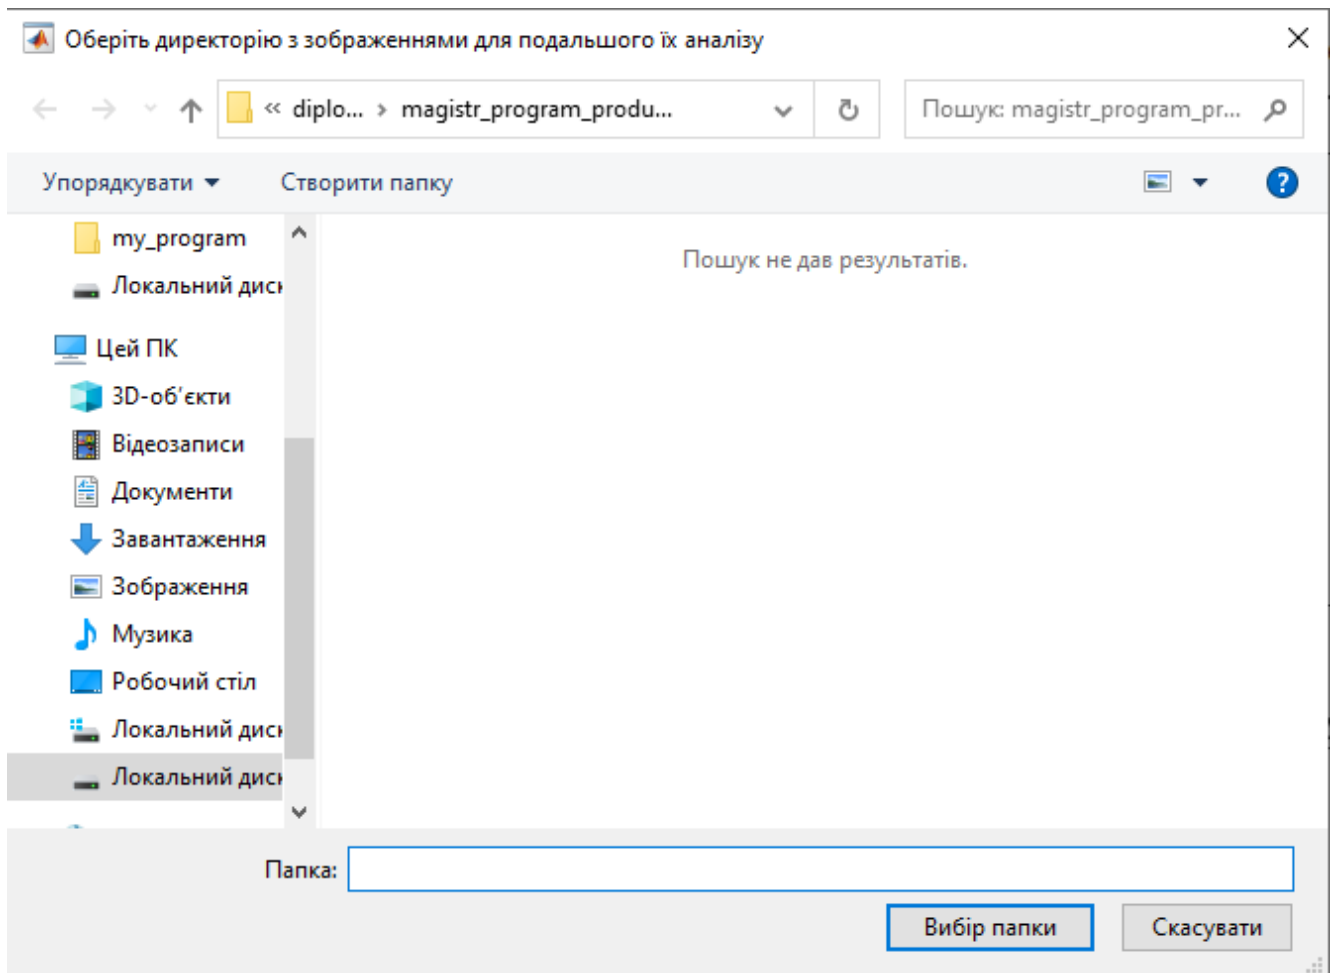 Оберіть директорію з зображеннями для подальшого їх аналізу
« diplo... › magistr_program_produ...
Пошук: magistr_program_pr...
Упорядкувати
Створити папку
my_program
Локальний диск
Цей ПК
3D-об’єкти
Відеозаписи
Документи
Завантаження
Зображення
Музика
Робочий стіл
Локальний диск
Локальний диск
Пошук не дав результатів.
Папка:
Вибір папки
Скасувати